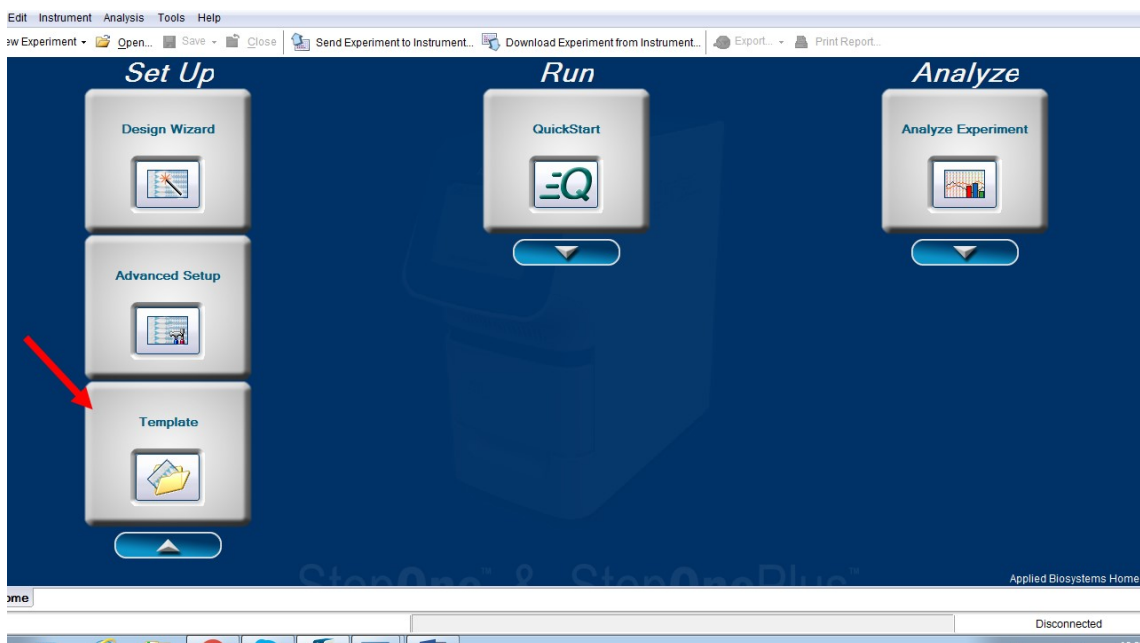 Edit Instrument Analysis Tools Help
ew Experiment Open... Save Close Send Experiment to Instrument... Download Experiment from Instrument... Export... Print Report...
Set Up Run Analyze
Design Wizard QuickStart Analyze Experiment
Advanced Setup
Template
StepOne™ & StepOnePlus™
Applied Biosystems Home
ome
Disconnected